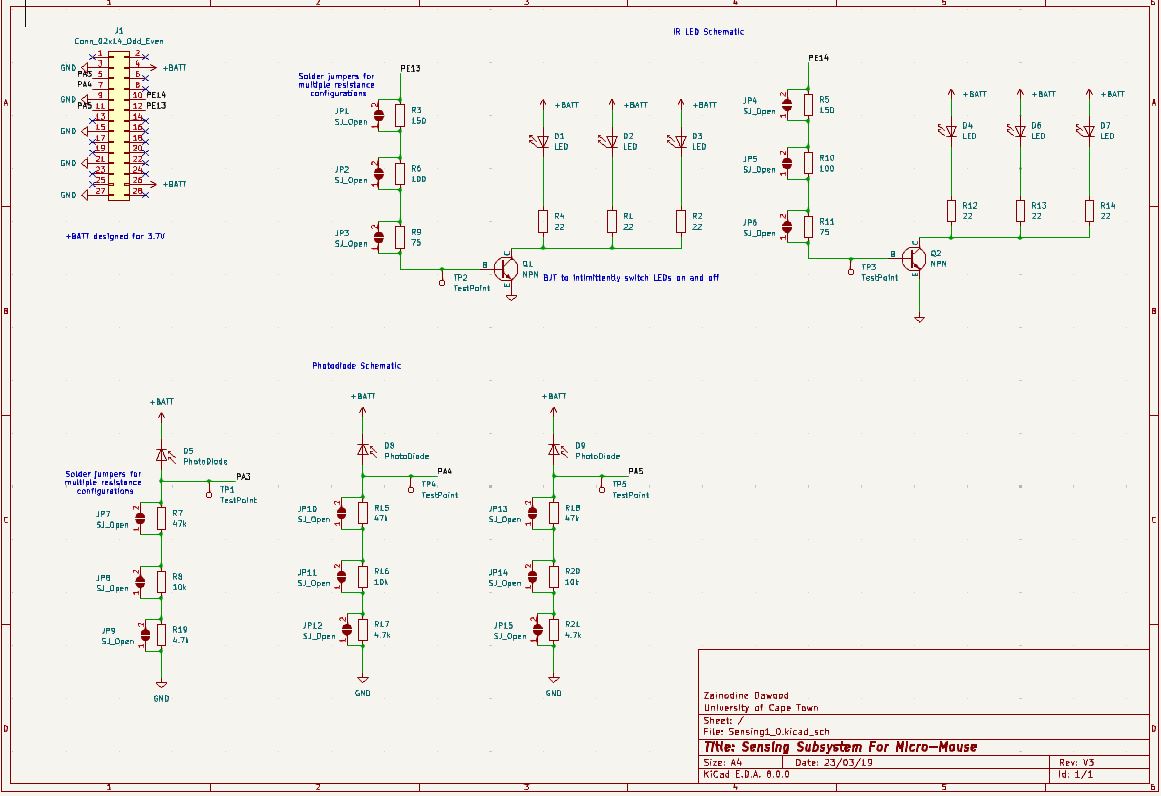 J1
Conn_02x14_Odd_Even
1 2
GND 3 4 +BATT
PA3 5 6
PA4 7 8
GND 9 10 PE14
PA5 11 12 PE13
13 14
GND 15 16
17 18
19 20
GND 21 22
23 24
25 26 +BATT
GND 27 28
+BATT designed for 3.7V
IR LED Schematic
Solder jumpers for
multiple resistance
configurations
PE13
JP1
SJ_Open
R3
150
JP2
SJ_Open
R6
100
JP3
SJ_Open
R9
75
TP2
TestPoint
B
C
E
Q1
NPN
BJT to intimittently switch LEDs on and off
+BATT
D1
LED
R4
22
+BATT
D2
LED
R1
22
+BATT
D3
LED
R2
22
PE14
JP4
SJ_Open
R5
150
JP5
SJ_Open
R10
100
JP6
SJ_Open
R11
75
TP3
TestPoint
B
C
E
Q2
NPN
+BATT
D4
LED
R12
22
+BATT
D6
LED
R13
22
+BATT
D7
LED
R14
22
Photodiode Schematic
+BATT
D5
PhotoDiode
PA3
TP1
TestPoint
Solder jumpers for
multiple resistance
configurations
JP7
SJ_Open
R7
47k
JP8
SJ_Open
R8
10k
JP9
SJ_Open
R19
4.7k
GND
+BATT
D8
PhotoDiode
PA4
TP4
TestPoint
JP10
SJ_Open
R15
47k
JP11
SJ_Open
R16
10k
JP12
SJ_Open
R17
4.7k
GND
+BATT
D9
PhotoDiode
PA5
TestPoint
JP13
SJ_Open
R18
47k
JP14
SJ_Open
R20
10k
JP15
SJ_Open
R21
4.7k
GND
Zainodine Dawood
University of Cape Town
Sheet: /
File: Sensing1_0.kicad_sch
Title: Sensing Subsystem For Micro-Mouse
Size: A4 Date: 23/03/19 Rev: V3
KiCad E.D.A. 8.0.0 Id: 1/1